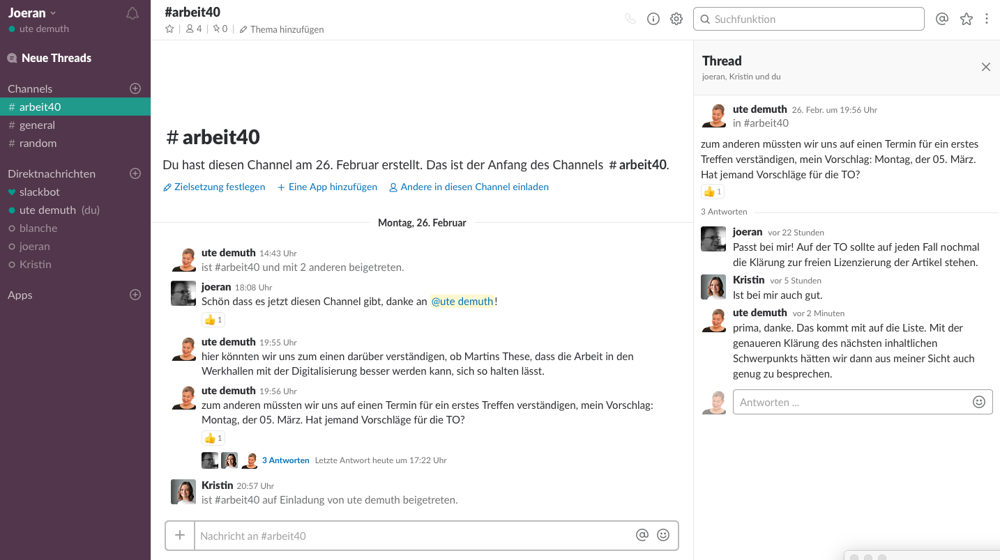 Joeran
ute demuth
Neue Threads
Channels
# arbeit40
# general
# random
Direktnachrichten
slackbot
ute demuth (du)
blanche
joeran
Kristin
Apps
#arbeit40
4 0 Thema hinzufügen
Suchfunktion
#arbeit40
Du hast diesen Channel am 26. Februar erstellt. Das ist der Anfang des Channels #arbeit40.
Zielsetzung festlegen + Eine App hinzufügen Andere in diesen Channel einladen
Montag, 26. Februar
ute demuth 14:43 Uhr
ist #arbeit40 und mit 2 anderen beigetreten.
joeran 18:08 Uhr
Schön dass es jetzt diesen Channel gibt, danke an @ute demuth!
1
ute demuth 19:55 Uhr
hier könnten wir uns zum einen darüber verständigen, ob Martins These, dass die Arbeit in den
Werkhallen mit der Digitalisierung besser werden kann, sich so halten lässt.
ute demuth 19:56 Uhr
zum anderen müssten wir uns auf einen Termin für ein erstes Treffen verständigen, mein Vorschlag:
Montag, der 05. März. Hat jemand Vorschläge für die TO?
1
3 Antworten Letzte Antwort heute um 17:22 Uhr
Kristin 20:57 Uhr
ist #arbeit40 auf Einladung von ute demuth beigetreten.
Nachricht an #arbeit40
Thread
joeran, Kristin und du
ute demuth 26. Febr. um 19:56 Uhr
in #arbeit40
zum anderen müssten wir uns auf einen Termin für ein erstes
Treffen verständigen, mein Vorschlag: Montag, der 05. März.
Hat jemand Vorschläge für die TO?
1
3 Antworten
joeran vor 22 Stunden
Passt bei mir! Auf der TO sollte auf jeden Fall nochmal
die Klärung zur freien Lizenzierung der Artikel stehen.
Kristin vor 5 Stunden
Ist bei mir auch gut.
ute demuth vor 2 Minuten
prima, danke. Das kommt mit auf die Liste. Mit der
genaueren Klärung des nächsten inhaltlichen
Schwerpunkts hätten wir dann aus meiner Sicht auch
genug zu besprechen.
Antworten ...